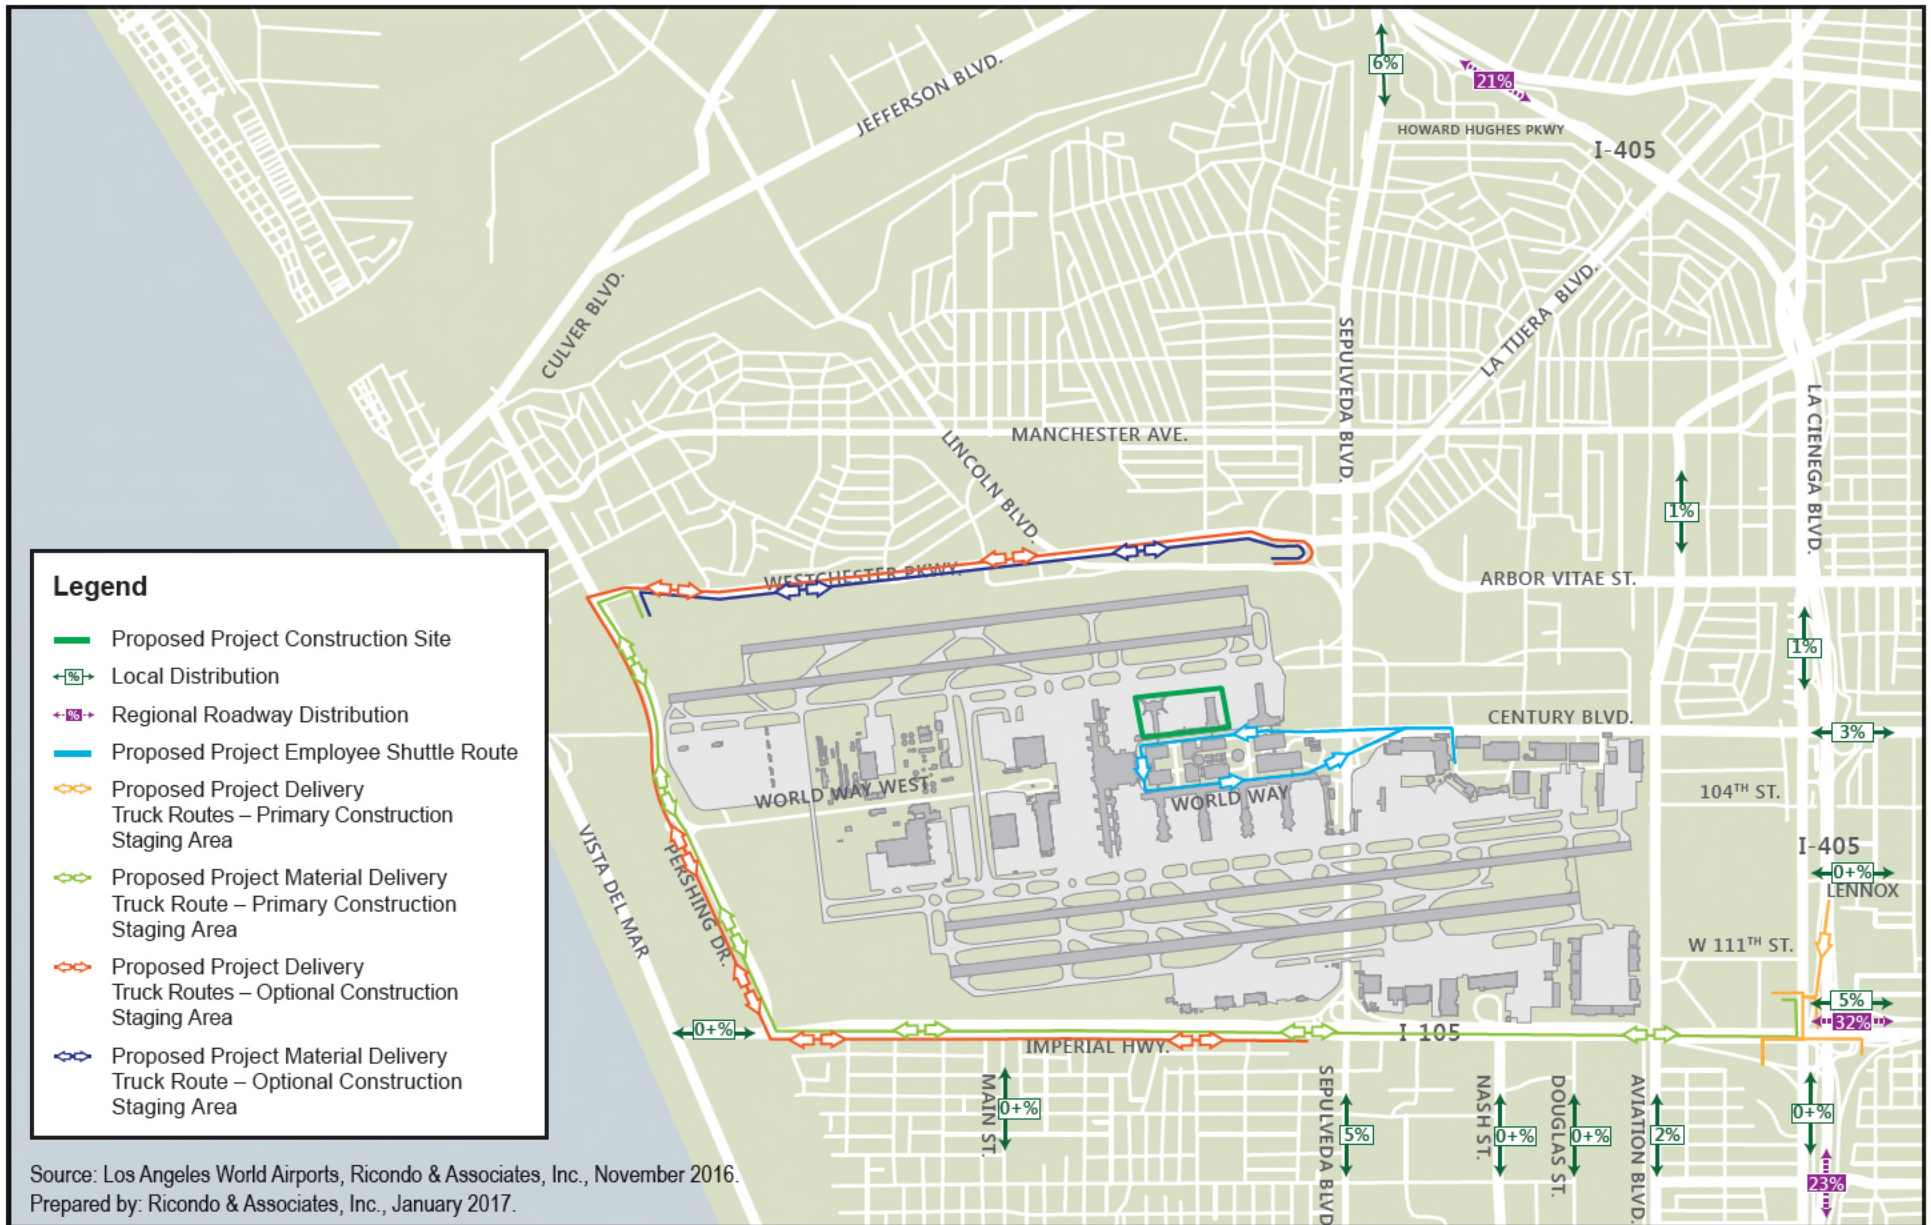 6%
21%
JEFFERSON BLVD.
HOWARD HUGHES PKWY
I-405
CULVER BLVD.
SEPULVEDA BLVD.
LA TIJERA BLVD.
LA CIENEGA BLVD.
MANCHESTER AVE.
LINCOLN BLVD.
1%
WESTCHESTER PKWY.
ARBOR VITAE ST.
1%
CENTURY BLVD.
3%
WORLD WAY WEST
WORLD WAY
104TH ST.
I-405
0+%
LENNOX
VISTA DEL MAR
PERSHING DR.
W 111TH ST.
5%
32%
0+%
I-105
IMPERIAL HWY.
MAIN ST.
0+%
SEPULVEDA BLVD
5%
NASH ST.
0+%
DOUGLAS ST.
0+%
AVIATION BLVD.
2%
0+%
23%
Legend
Proposed Project Construction Site
% Local Distribution
% Regional Roadway Distribution
Proposed Project Employee Shuttle Route
Proposed Project Delivery
Truck Routes – Primary Construction
Staging Area
Proposed Project Material Delivery
Truck Route – Primary Construction
Staging Area
Proposed Project Delivery
Truck Routes – Optional Construction
Staging Area
Proposed Project Material Delivery
Truck Route – Optional Construction
Staging Area
Source: Los Angeles World Airports, Ricondo & Associates, Inc., November 2016.
Prepared by: Ricondo & Associates, Inc., January 2017.